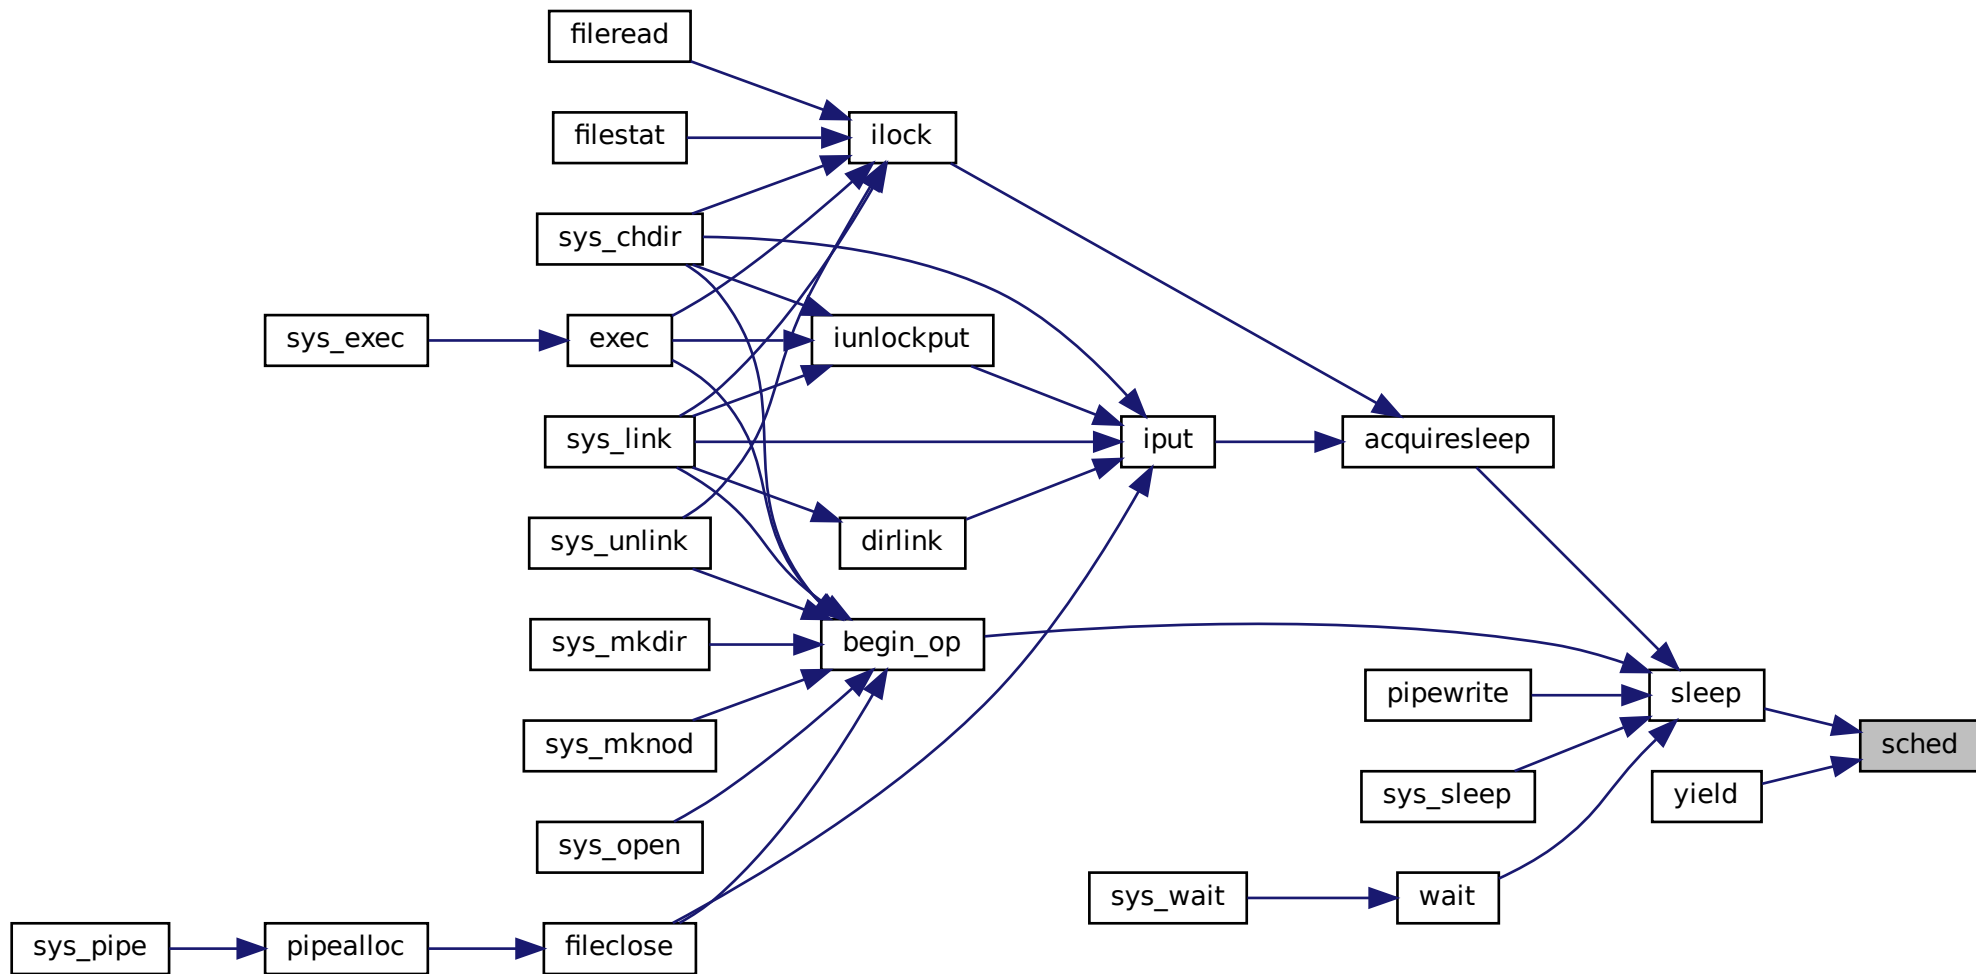 fileread
filestat
ilock
sys_chdir
sys_exec
exec
iunlockput
sys_link
iput
acquiresleep
sys_unlink
dirlink
sys_mkdir
begin_op
pipewrite
sleep
sys_mknod
sched
sys_sleep
yield
sys_open
sys_wait
wait
sys_pipe
pipealloc
fileclose